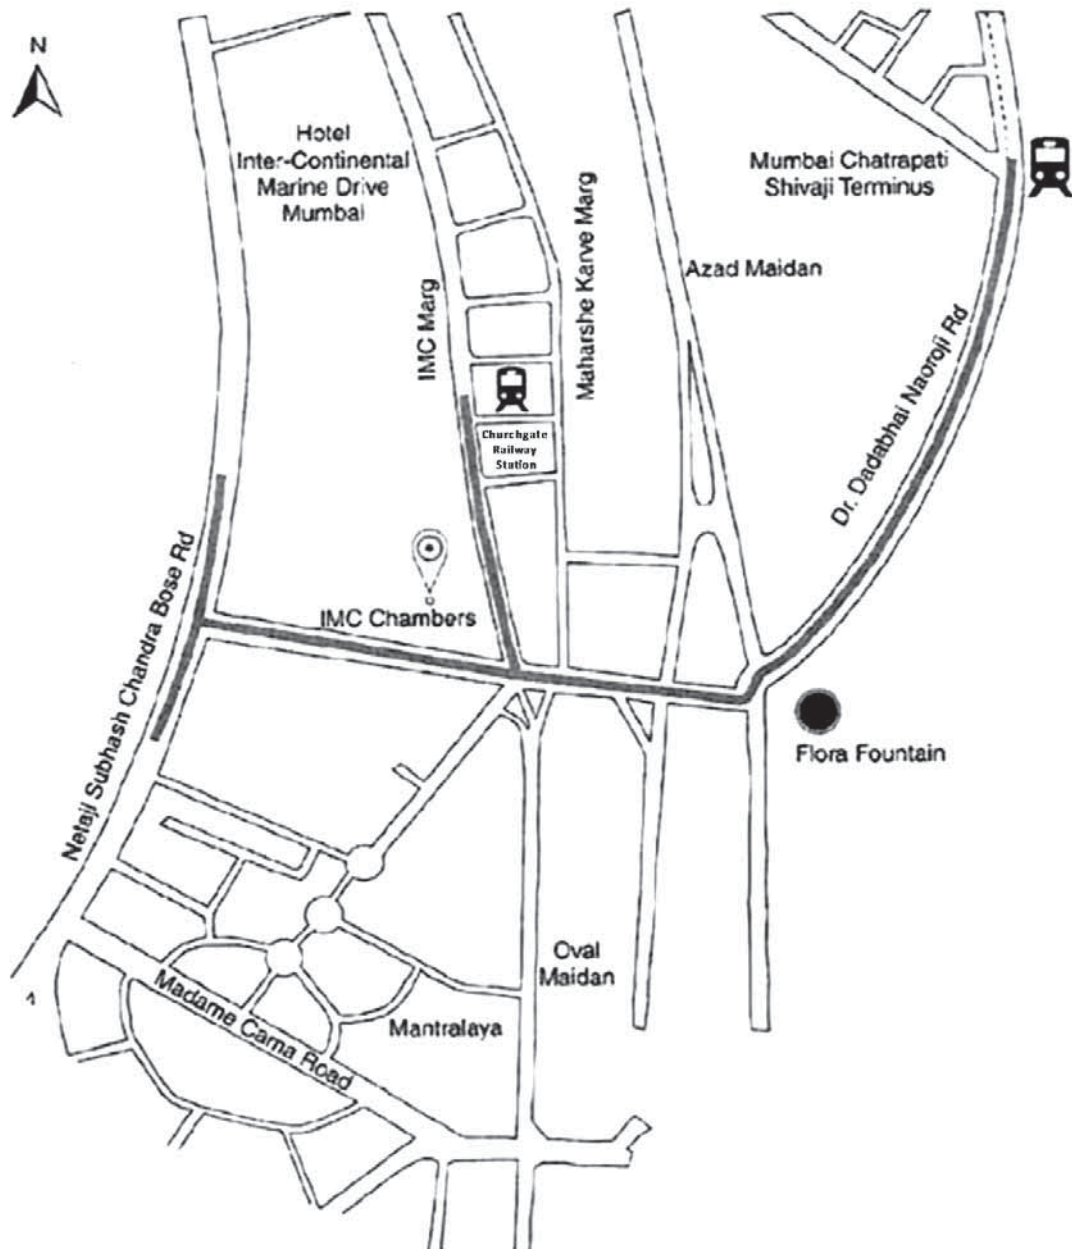 N
Hotel
Inter-Continental
Marine Drive
Mumbai
Mumbai Chatrapati
Shivaji Terminus
Azad Maidan
IMC Marg
Maharshe Karve Marg
Dr. Dadabhai Naoroji Rd
Churchgate
Railway
Station
IMC Chambers
Netaji Subhash Chandra Bose Rd
Flora Fountain
Oval
Maidan
Mantralaya
Madame Cama Road